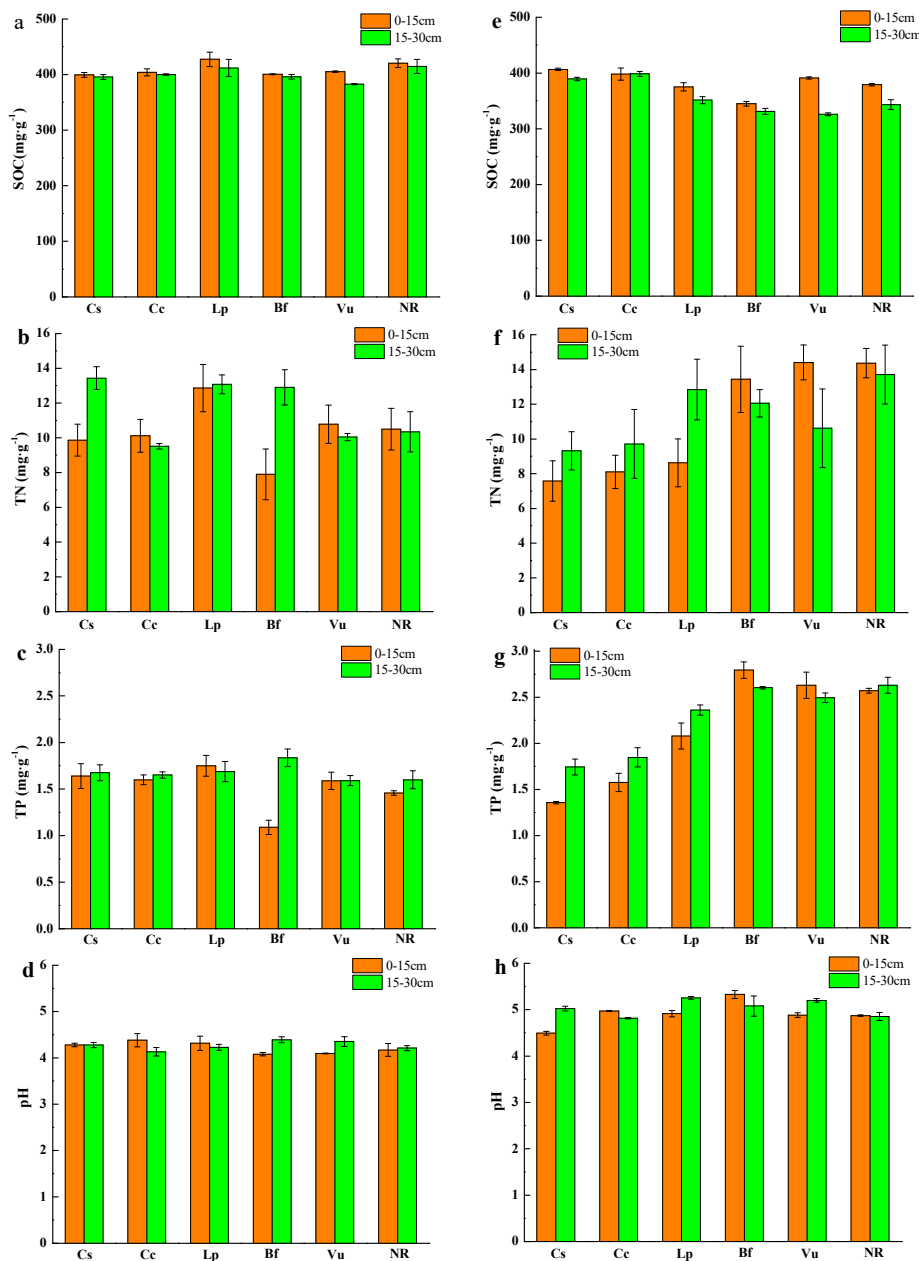 a
0-15cm
15-30cm
500
400
300
200
100
0
SOC(mg·g-1)
Cs Cc Lp Bf Vu NR
b
0-15cm
15-30cm
16
14
12
10
8
6
4
2
0
TN (mg·g-1)
Cs Cc Lp Bf Vu NR
c
0-15cm
15-30cm
3.0
2.5
2.0
1.5
1.0
0.5
0.0
TP (mg·g-1)
Cs Cc Lp Bf Vu NR
d
0-15cm
15-30cm
6
5
4
3
2
1
0
pH
Cs Cc Lp Bf Vu NR
e
0-15cm
15-30cm
500
400
300
200
100
0
SOC (mg·g-1)
Cs Cc Lp Bf Vu NR
f
0-15cm
15-30cm
16
14
12
10
8
6
4
2
0
TN (mg·g-1)
Cs Cc Lp Bf Vu NR
g
0-15cm
15-30cm
3.0
2.5
2.0
1.5
1.0
0.5
0.0
TP (mg·g-1)
Cs Cc Lp Bf Vu NR
h
0-15cm
15-30cm
6
5
4
3
2
1
0
pH
Cs Cc Lp Bf Vu NR